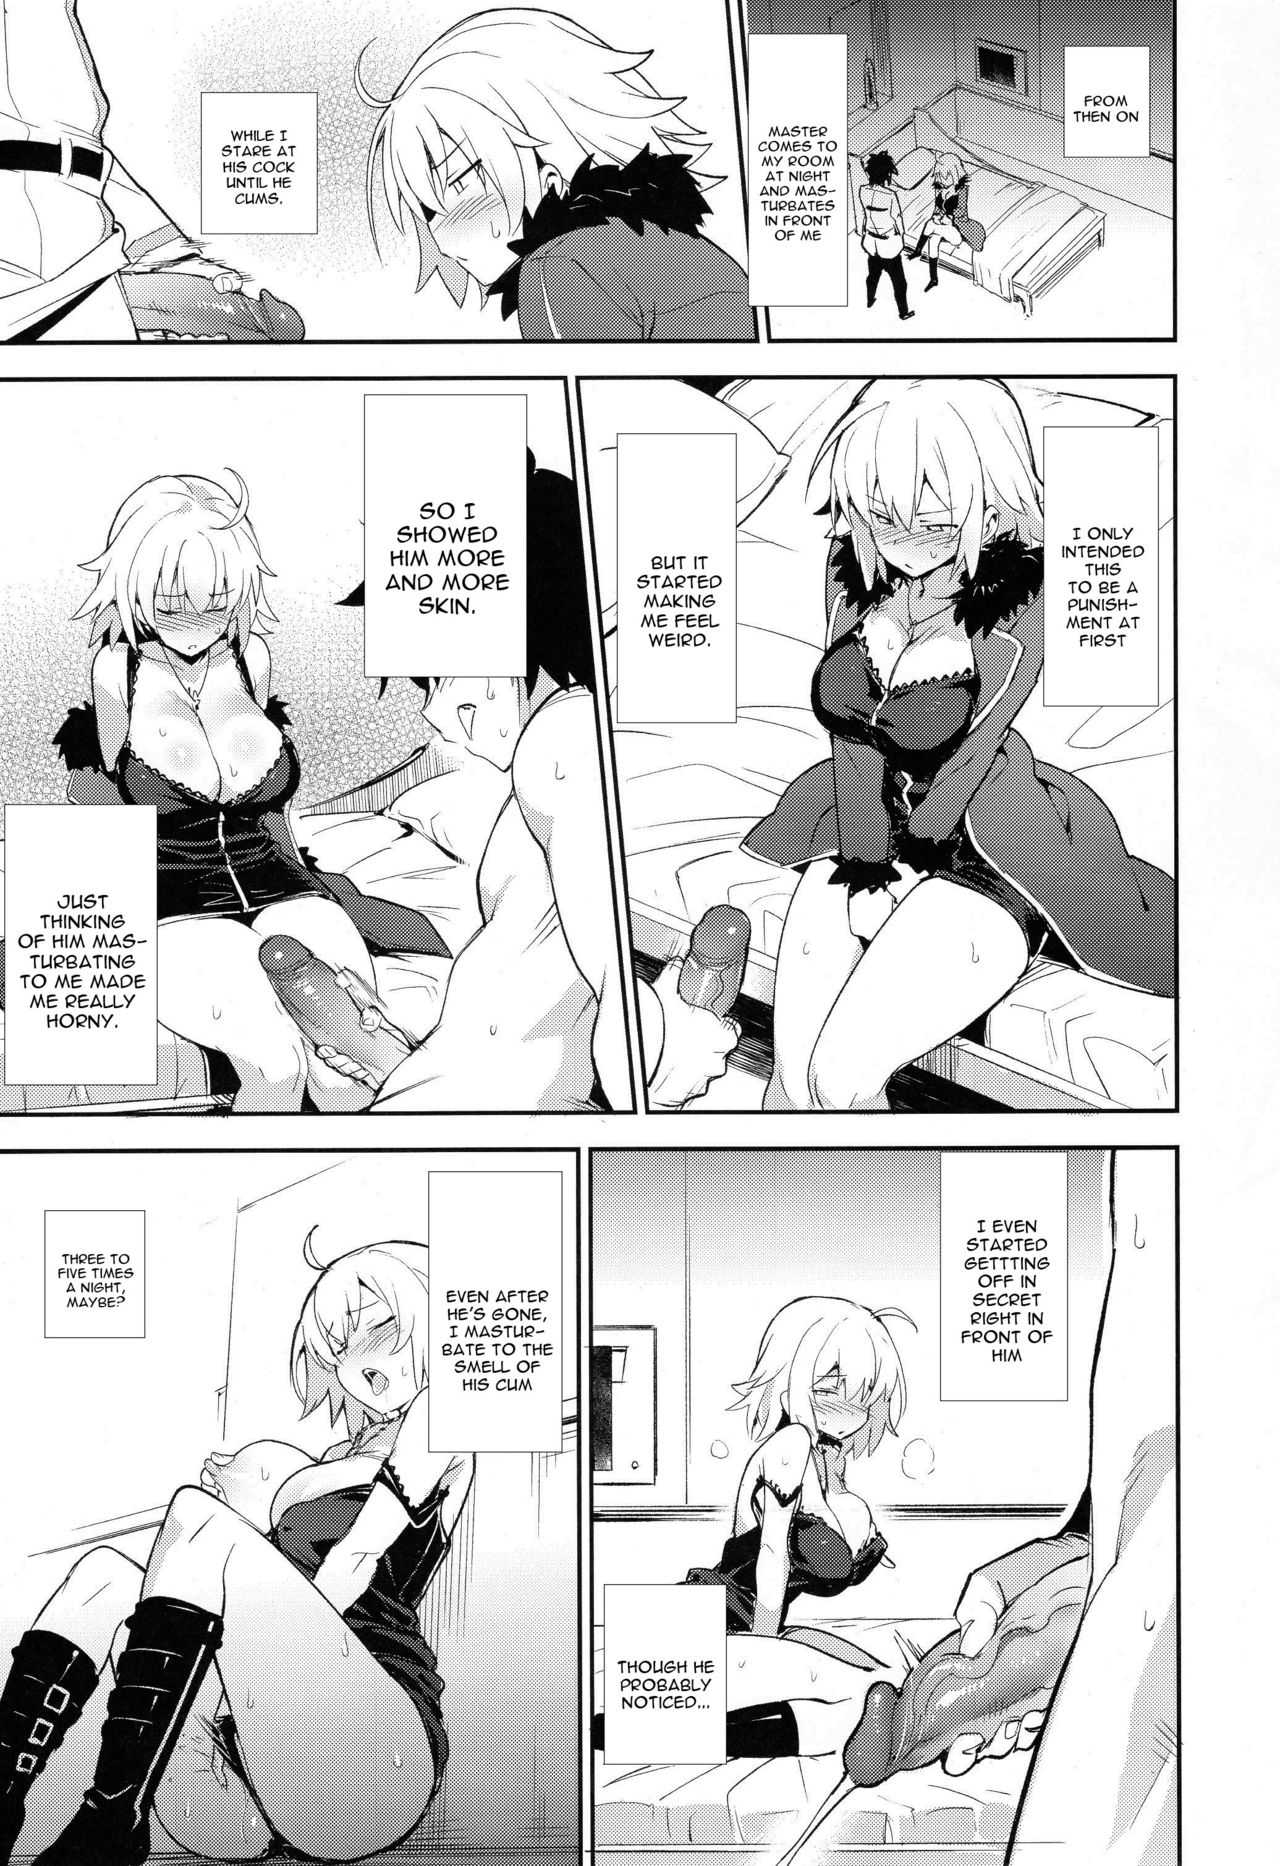 FROM
THEN ON
MASTER
COMES TO
MY ROOM
AT NIGHT
AND MAS-
TURBATES
IN FRONT
OF ME
WHILE I
STARE AT
HIS COCK
UNTIL HE
CUMS.
I ONLY
INTENDED
THIS
TO BE A
PUNISH-
MENT AT
FIRST
BUT IT
STARTED
MAKING
ME FEEL
WEIRD.
SO I
SHOWED
HIM MORE
AND MORE
SKIN.
JUST
THINKING
OF HIM MAS-
TURBATING
TO ME MADE
ME REALLY
HORNY.
I EVEN
STARTED
GETTTING
OFF IN
SECRET
RIGHT IN
FRONT OF
HIM
THOUGH HE
PROBABLY
NOTICED...
EVEN AFTER
HE'S GONE,
I MASTUR-
BATE TO THE
SMELL OF
HIS CUM
THREE TO
FIVE TIMES
A NIGHT,
MAYBE?